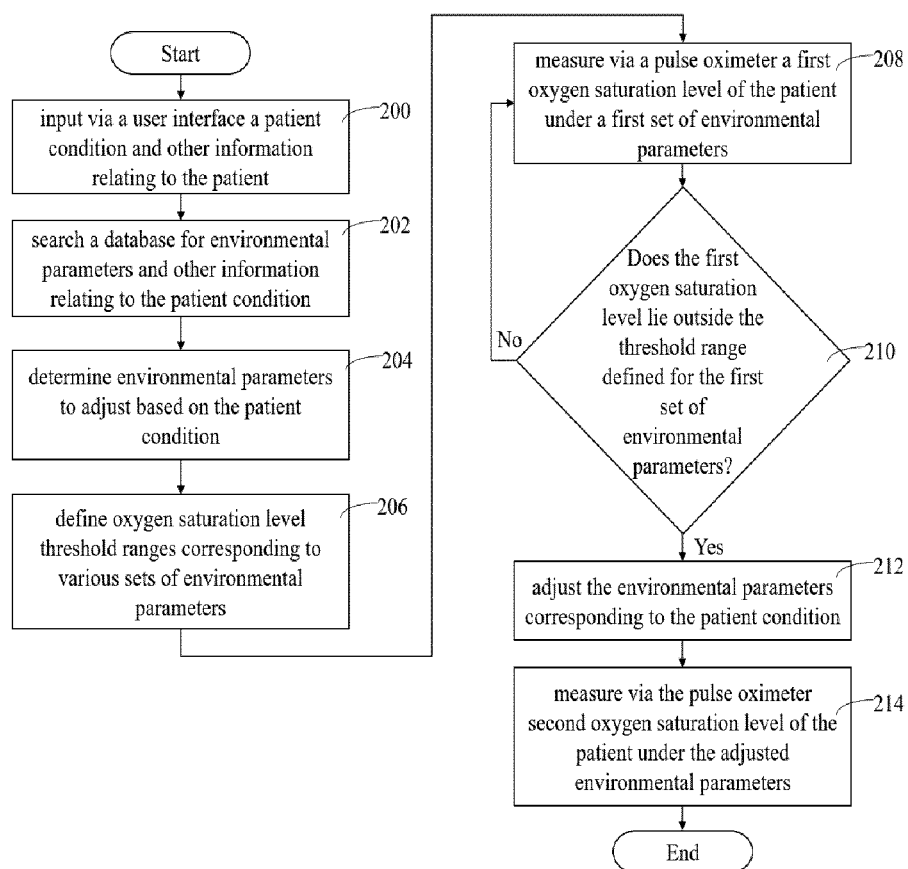 Start
200
input via a user interface a patient
condition and other information
relating to the patient
202
search a database for environmental
parameters and other information
relating to the patient condition
204
determine environmental parameters
to adjust based on the patient
condition
206
define oxygen saturation level
threshold ranges corresponding to
various sets of environmental
parameters
208
measure via a pulse oximeter a first
oxygen saturation level of the patient
under a first set of environmental
parameters
Does the first
oxygen saturation
level lie outside the
threshold range
defined for the first
set of
environmental
parameters?
210
No
Yes
212
adjust the environmental parameters
corresponding to the patient condition
214
measure via the pulse oximeter
second oxygen saturation level of the
patient under the adjusted
environmental parameters
End